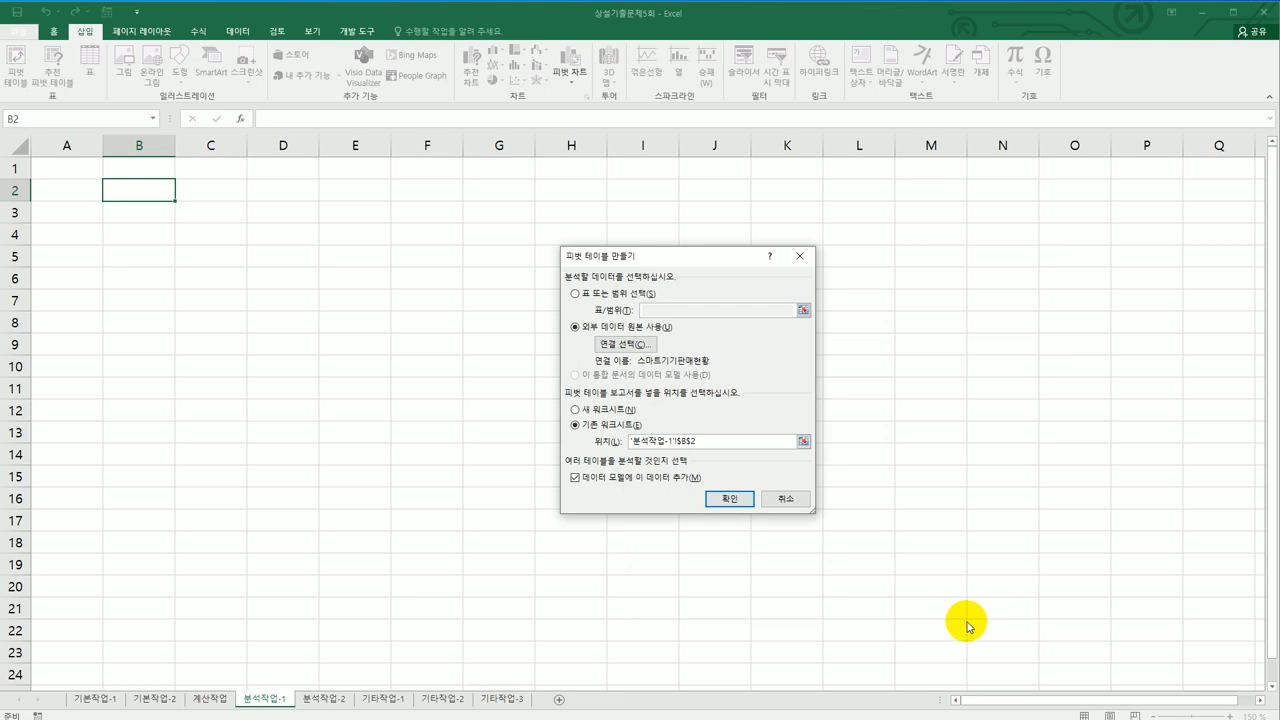 상설기출문제5회 - Excel
홈 삽입 페이지 레이아웃 수식 데이터 검토 보기 개발 도구 수행할 작업을 알려 주세요. 공유
피벗 테이블 추천 피벗 테이블 표 그림 온라인 그림 도형 SmartArt 스크린샷 스토어 내 추가 기능 Visio Data Visualizer Bing Maps People Graph 추천 차트 피벗 차트 3D 맵 꺾은선형 열 승패 (W) 슬라이서 시간 표시 막대 하이퍼링크 텍스트 상자 머리글/바닥글 WordArt 서명란 개체 수식 기호
표 일러스트레이션 추가 기능 차트 투어 스파크라인 필터 링크 텍스트 기호
B2 fx
A B C D E F G H I J K L M N O P Q
1
2
3
4
5
6
7
8
9
10
11
12
13
14
15
16
17
18
19
20
21
22
23
24
피벗 테이블 만들기 ?
분석할 데이터를 선택하십시오.
표 또는 범위 선택(S)
표/범위(T):
외부 데이터 원본 사용(U)
연결 선택(C)...
연결 이름: 스마트기기판매현황
이 통합 문서의 데이터 모델 사용(D)
피벗 테이블 보고서를 넣을 위치를 선택하십시오.
새 워크시트(N)
기존 워크시트(E)
위치(L): '분석작업-1'!$B$2
여러 테이블을 분석할 것인지 선택
데이터 모델에 이 데이터 추가(M)
확인 취소
기본작업-1 기본작업-2 계산작업 분석작업-1 분석작업-2 기타작업-1 기타작업-2 기타작업-3
준비 150 %